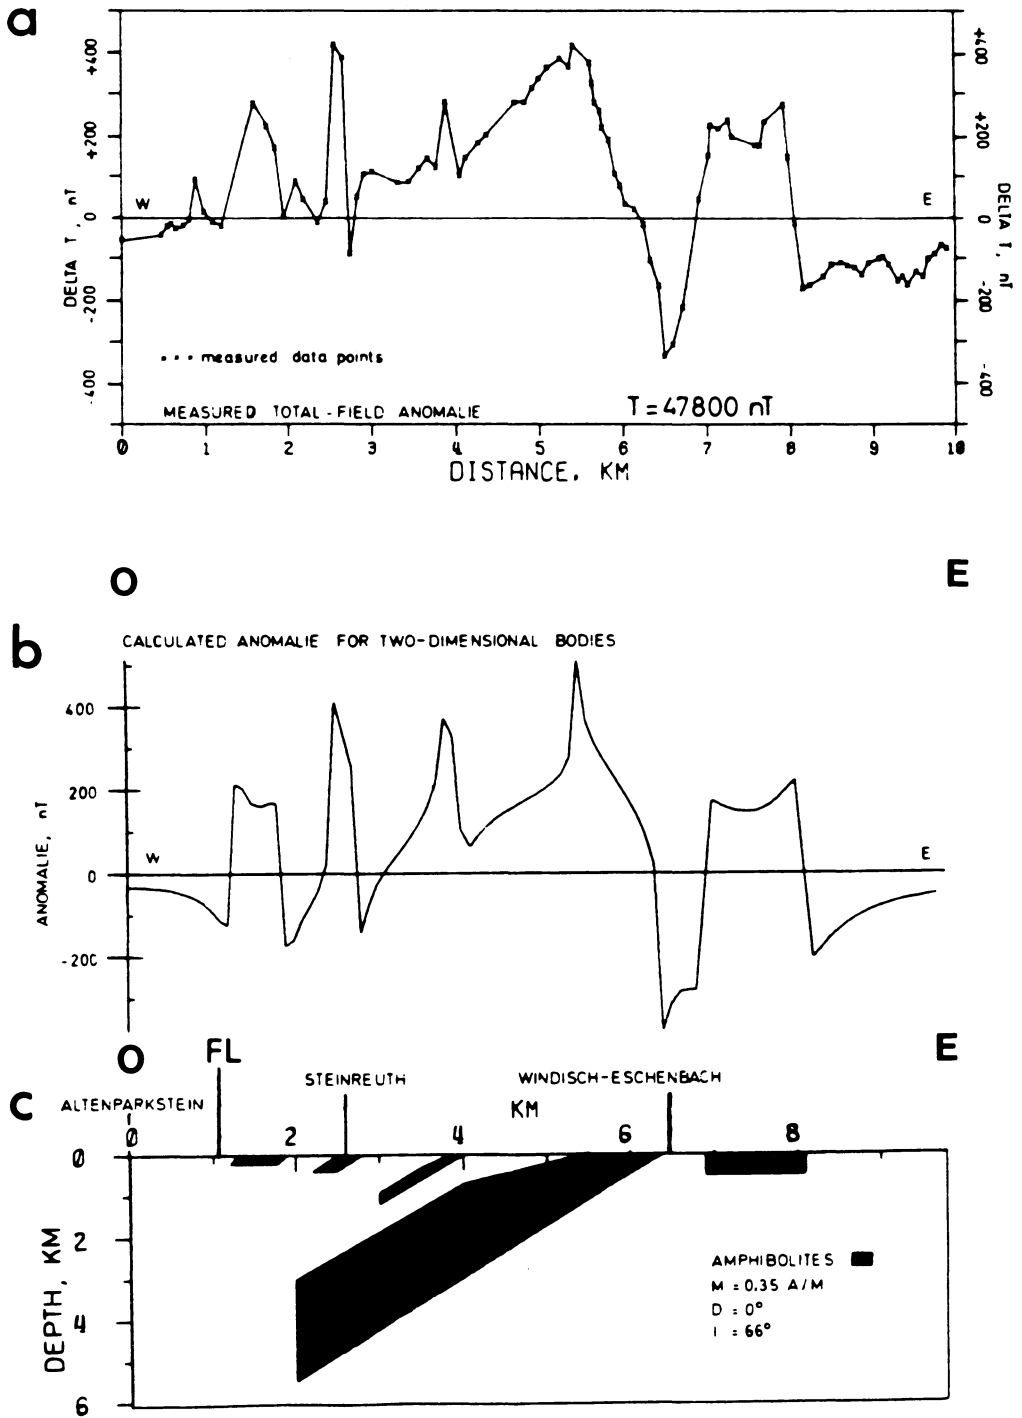 a
+400
+200
0
-200
-400
DELTA T, nT
W
E
+400
+200
0
-200
-400
DELTA T, nT
measured data points
MEASURED TOTAL-FIELD ANOMALIE
T=47800 nT
0 1 2 3 4 5 6 7 8 9 10
DISTANCE, KM
O
E
b
CALCULATED ANOMALIE FOR TWO-DIMENSIONAL BODIES
400
200
0
-200
ANOMALIE, nT
W
E
O
FL
E
c
STEINREUTH
WINDISCH-ESCHENBACH
ALTENPARKSTEIN
KM
0 2 4 6 8
0
2
4
6
DEPTH, KM
AMPHIBOLITES
M = 0.35 A/M
D = 0°
I = 66°